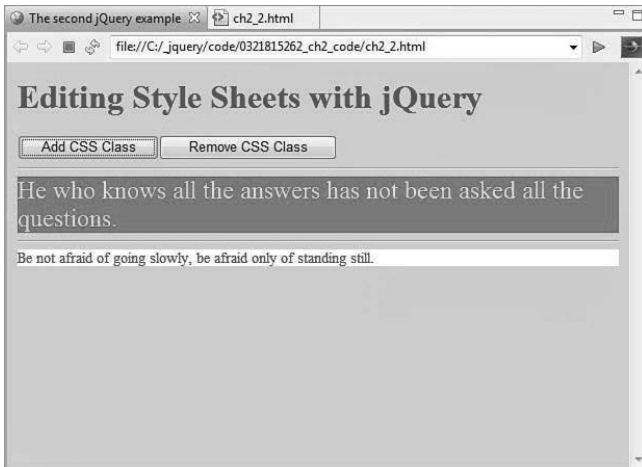 The second jQuery example ch2_2.html
file://C:/_jquery/code/0321815262_ch2_code/ch2_2.html
Editing Style Sheets with jQuery
Add CSS Class Remove CSS Class
He who knows all the answers has not been asked all the
questions.
Be not afraid of going slowly, be afraid only of standing still.